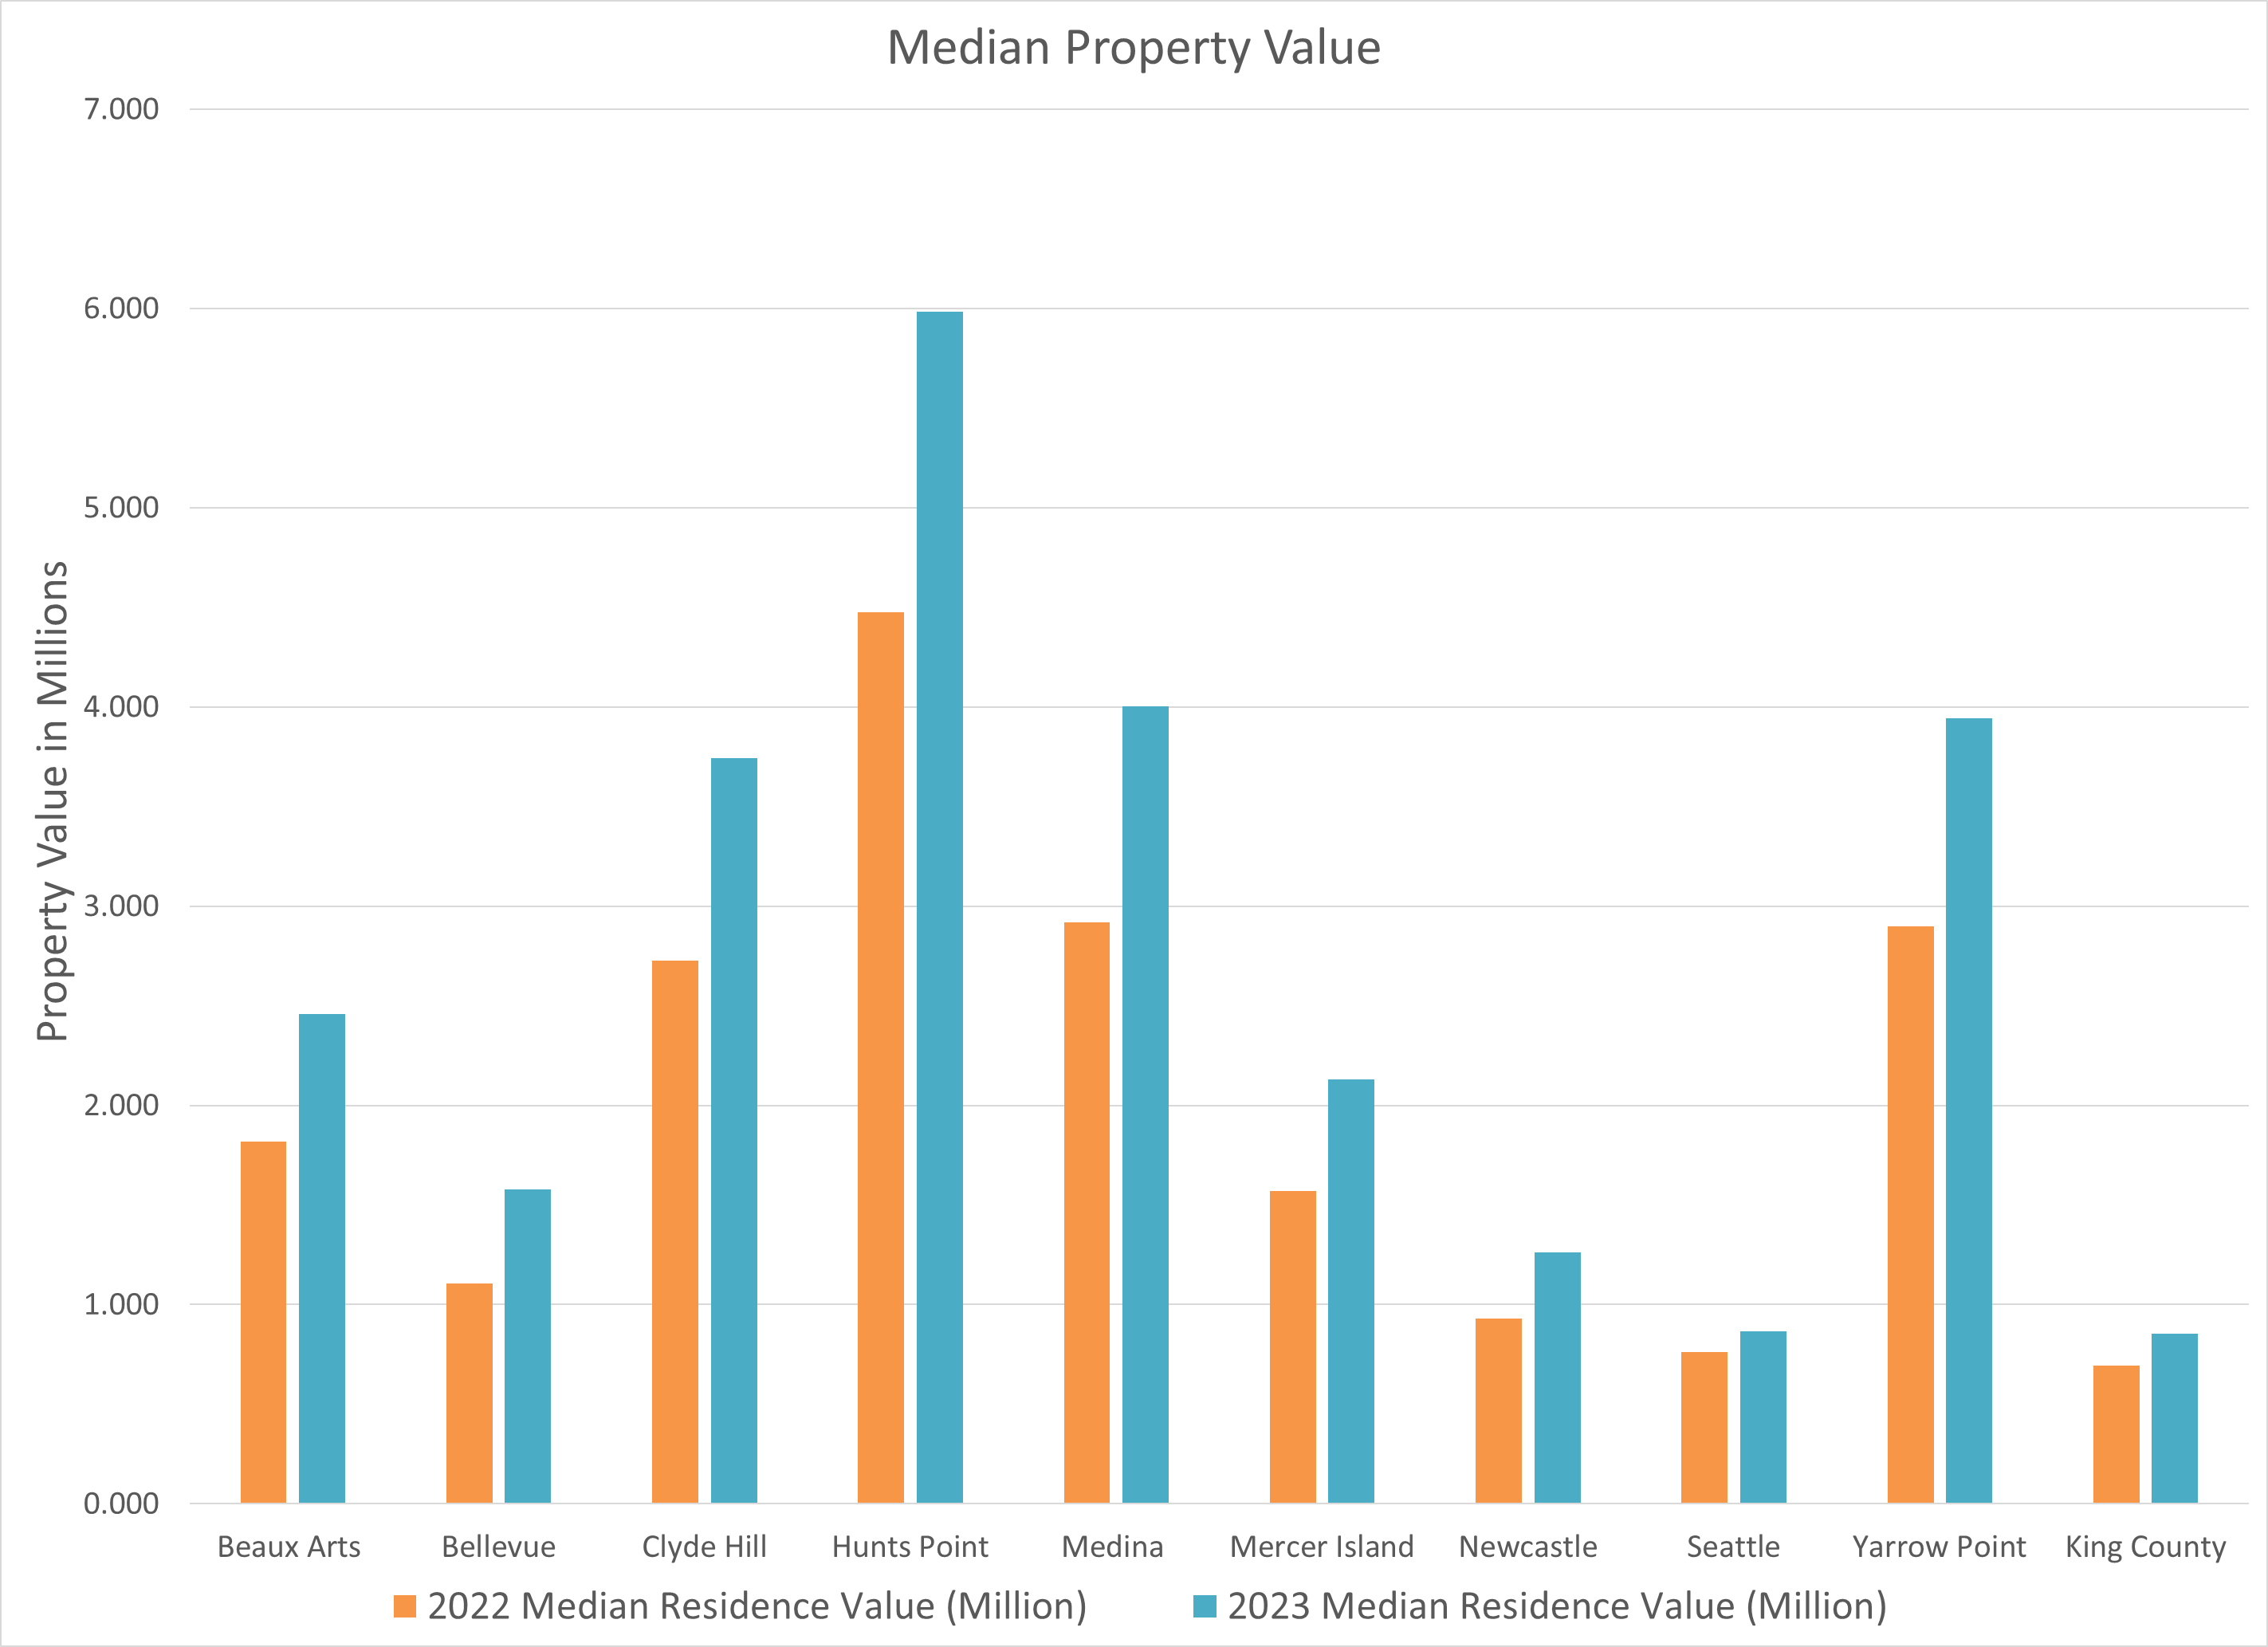 Median Property Value
7.000
6.000
5.000
4.000
3.000
2.000
1.000
0.000
Property Value in Millions
Beaux Arts
Bellevue
Clyde Hill
Hunts Point
Medina
Mercer Island
Newcastle
Seattle
Yarrow Point
King County
2022 Median Residence Value (Million)
2023 Median Residence Value (Million)